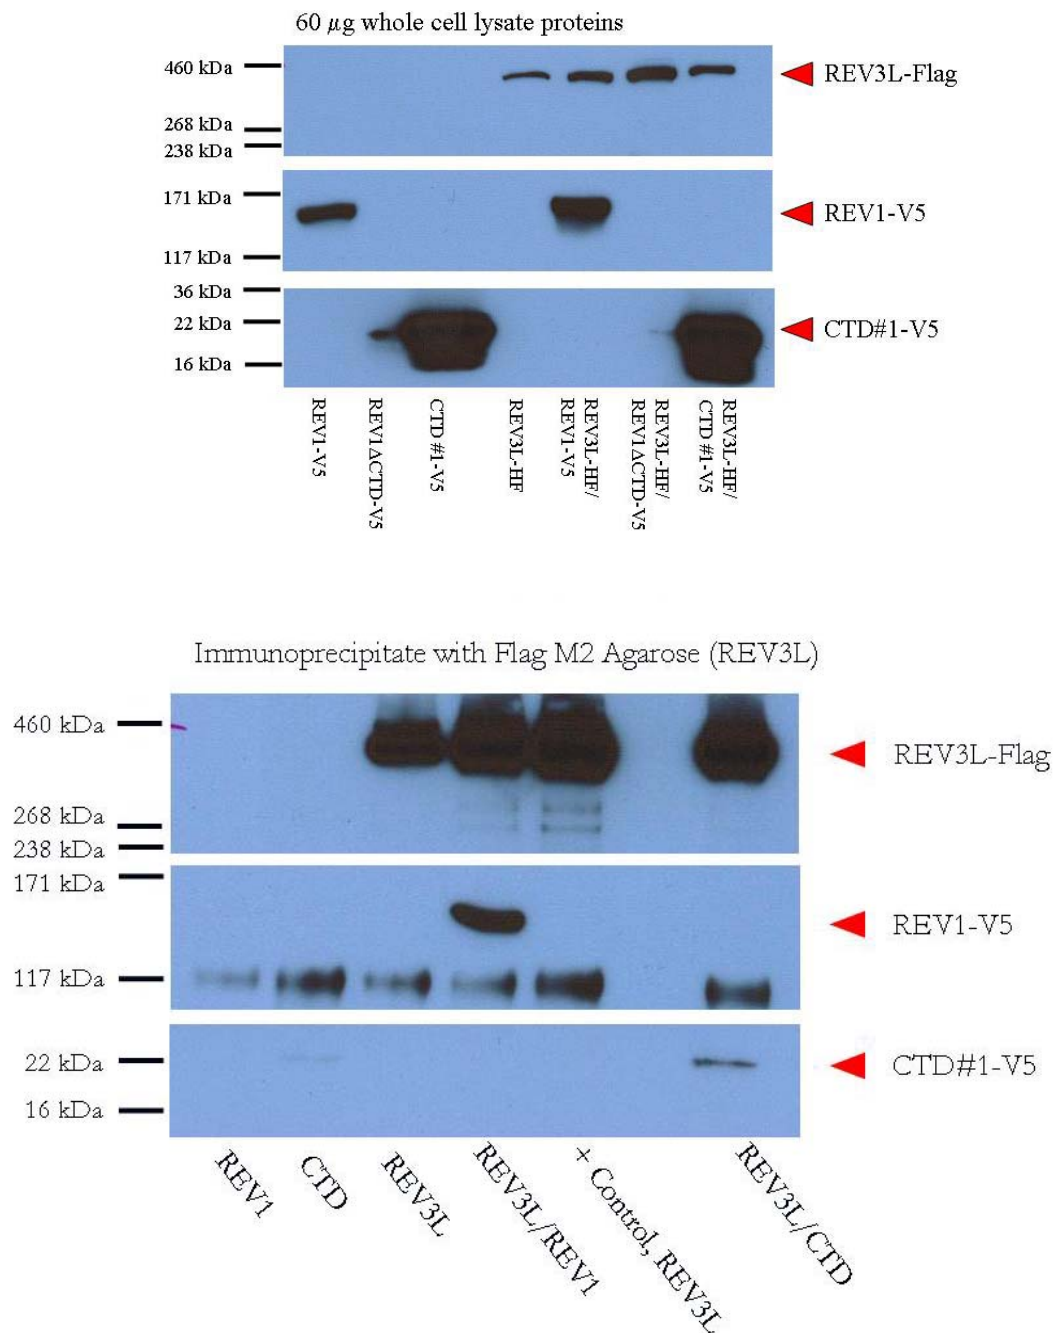 60 µg whole cell lysate proteins
460 kDa
REV3L-Flag
268 kDa
238 kDa
171 kDa
REV1-V5
117 kDa
36 kDa
22 kDa
CTD#1-V5
16 kDa
REV1-V5
REV1ΔCTD-V5
CTD #1-V5
REV3L-HF
REV3L-HF/
REV1-V5
REV3L-HF/
REV1ΔCTD-V5
REV3L-HF/
CTD #1-V5
Immunoprecipitate with Flag M2 Agarose (REV3L)
460 kDa
REV3L-Flag
268 kDa
238 kDa
171 kDa
REV1-V5
117 kDa
22 kDa
CTD#1-V5
16 kDa
REV1
CTD
REV3L
REV3L/REV1
+ Control, REV3L
REV3L/CTD